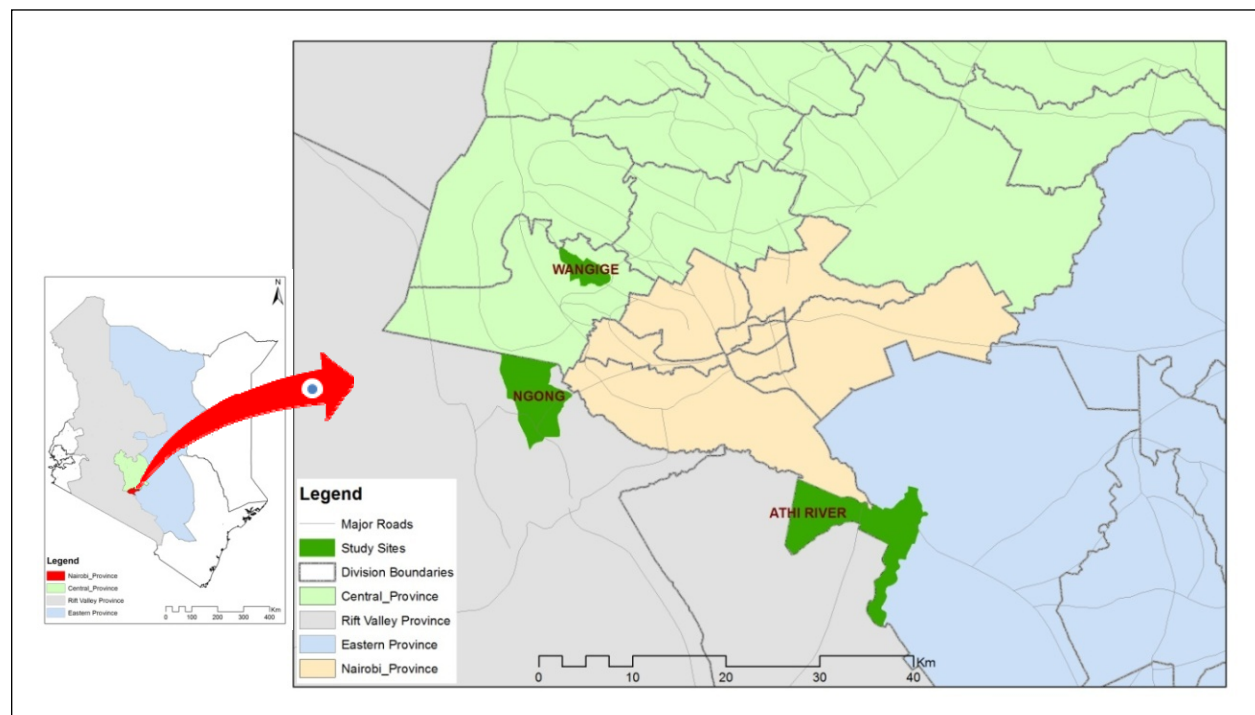 N
Legend
Nairobi_Province
Central_Province
Rift Valley Province
Eastern Province
Km
0 100 200 300 400
WANGIGE
NGONG
ATHI RIVER
Legend
Major Roads
Study Sites
Division Boundaries
Central_Province
Rift Valley Province
Eastern Province
Nairobi_Province
Km
0 10 20 30 40